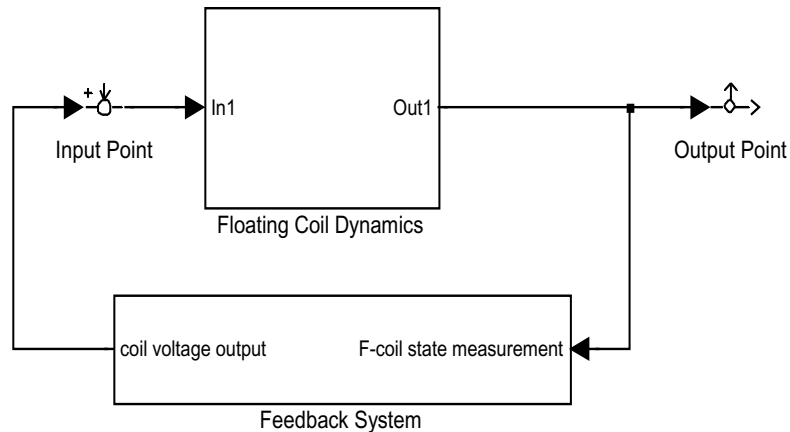 +
In1
Out1
Input Point
Output Point
Floating Coil Dynamics
coil voltage output
F-coil state measurement
Feedback System